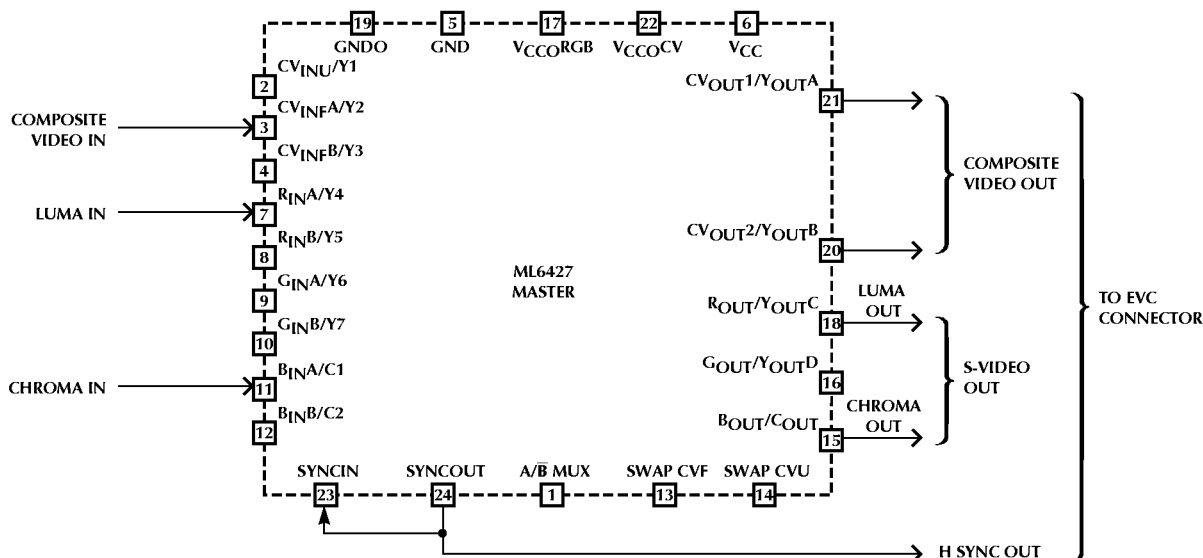 19 5 17 22 6
GNDO GND VCCORGB VCCOCV VCC
CVINU/Y1
2
CVINFA/Y2
COMPOSITE
VIDEO IN
3
CVINFB/Y3
4
RINA/Y4
LUMA IN
7
RINB/Y5
8
GINA/Y6
9
GINB/Y7
10
BINA/C1
CHROMA IN
11
BINB/C2
12
ML6427
MASTER
CVOUT1/YOUTA
21
COMPOSITE
VIDEO OUT
CVOUT2/YOUTB
20
ROUT/YOUTC
LUMA
OUT
18
GOUT/YOUTD
16
S-VIDEO
OUT
BOUT/COUT
CHROMA
OUT
15
TO EVC
CONNECTOR
SYNCIN SYNCOUT A/B̅ MUX SWAP CVF SWAP CVU
23 24 1 13 14
H SYNC OUT